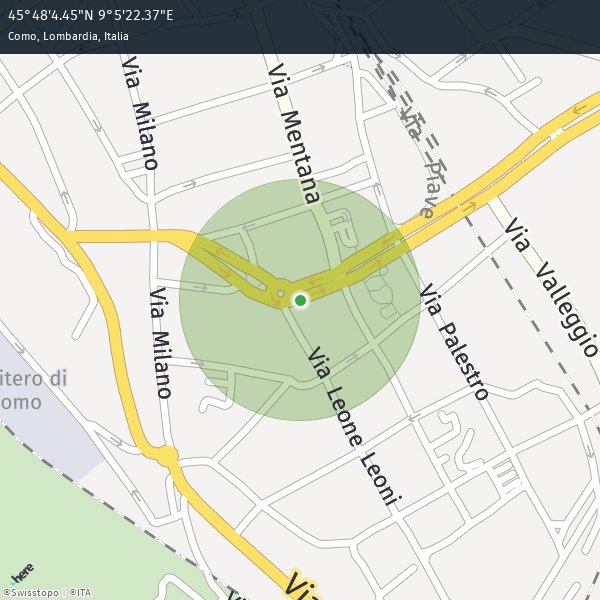 45°48'4.45"N 9°5'22.37"E
Como, Lombardia, Italia
Via Milano
Via Mentana
Via Piave
Via Valleggio
Via Milano
Via Palestro
Via Leone Leoni
itero di
omo
Via
here
©Swisstopo | ©ITA